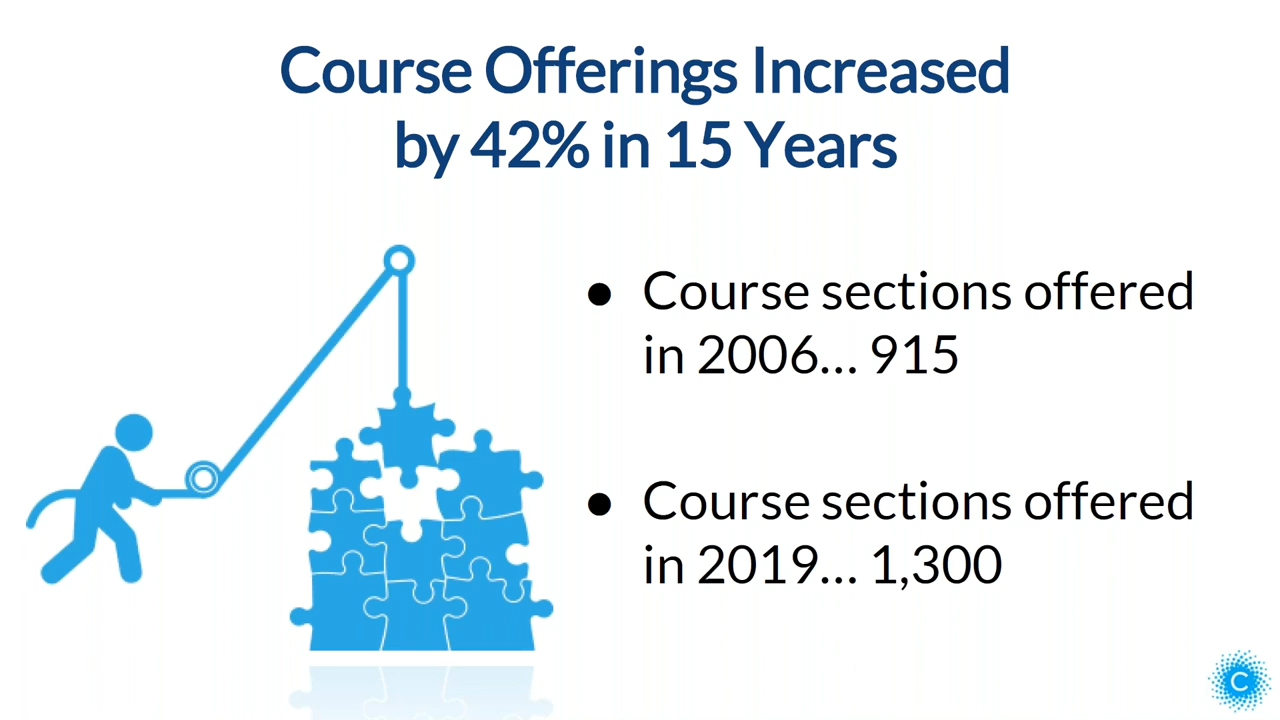 Course Offerings Increased
by 42% in 15 Years
● Course sections offered
in 2006… 915
● Course sections offered
in 2019… 1,300
C